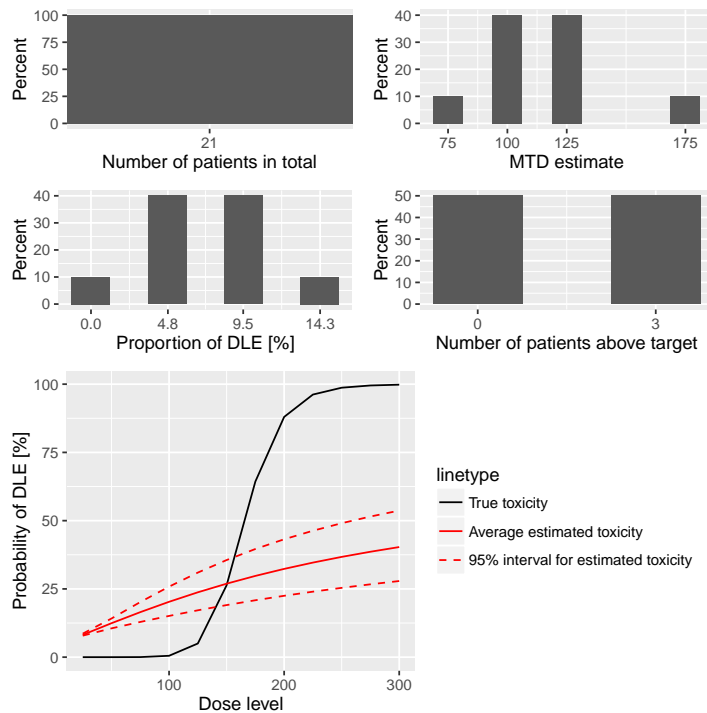 Percent
100
75
50
25
0
21
Number of patients in total
Percent
40
30
20
10
0
75 100 125 175
MTD estimate
Percent
40
30
20
10
0
0.0 4.8 9.5 14.3
Proportion of DLE [%]
Percent
50
40
30
20
10
0
0 3
Number of patients above target
Probability of DLE [%]
100
75
50
25
0
100 200 300
Dose level
linetype
True toxicity
Average estimated toxicity
95% interval for estimated toxicity